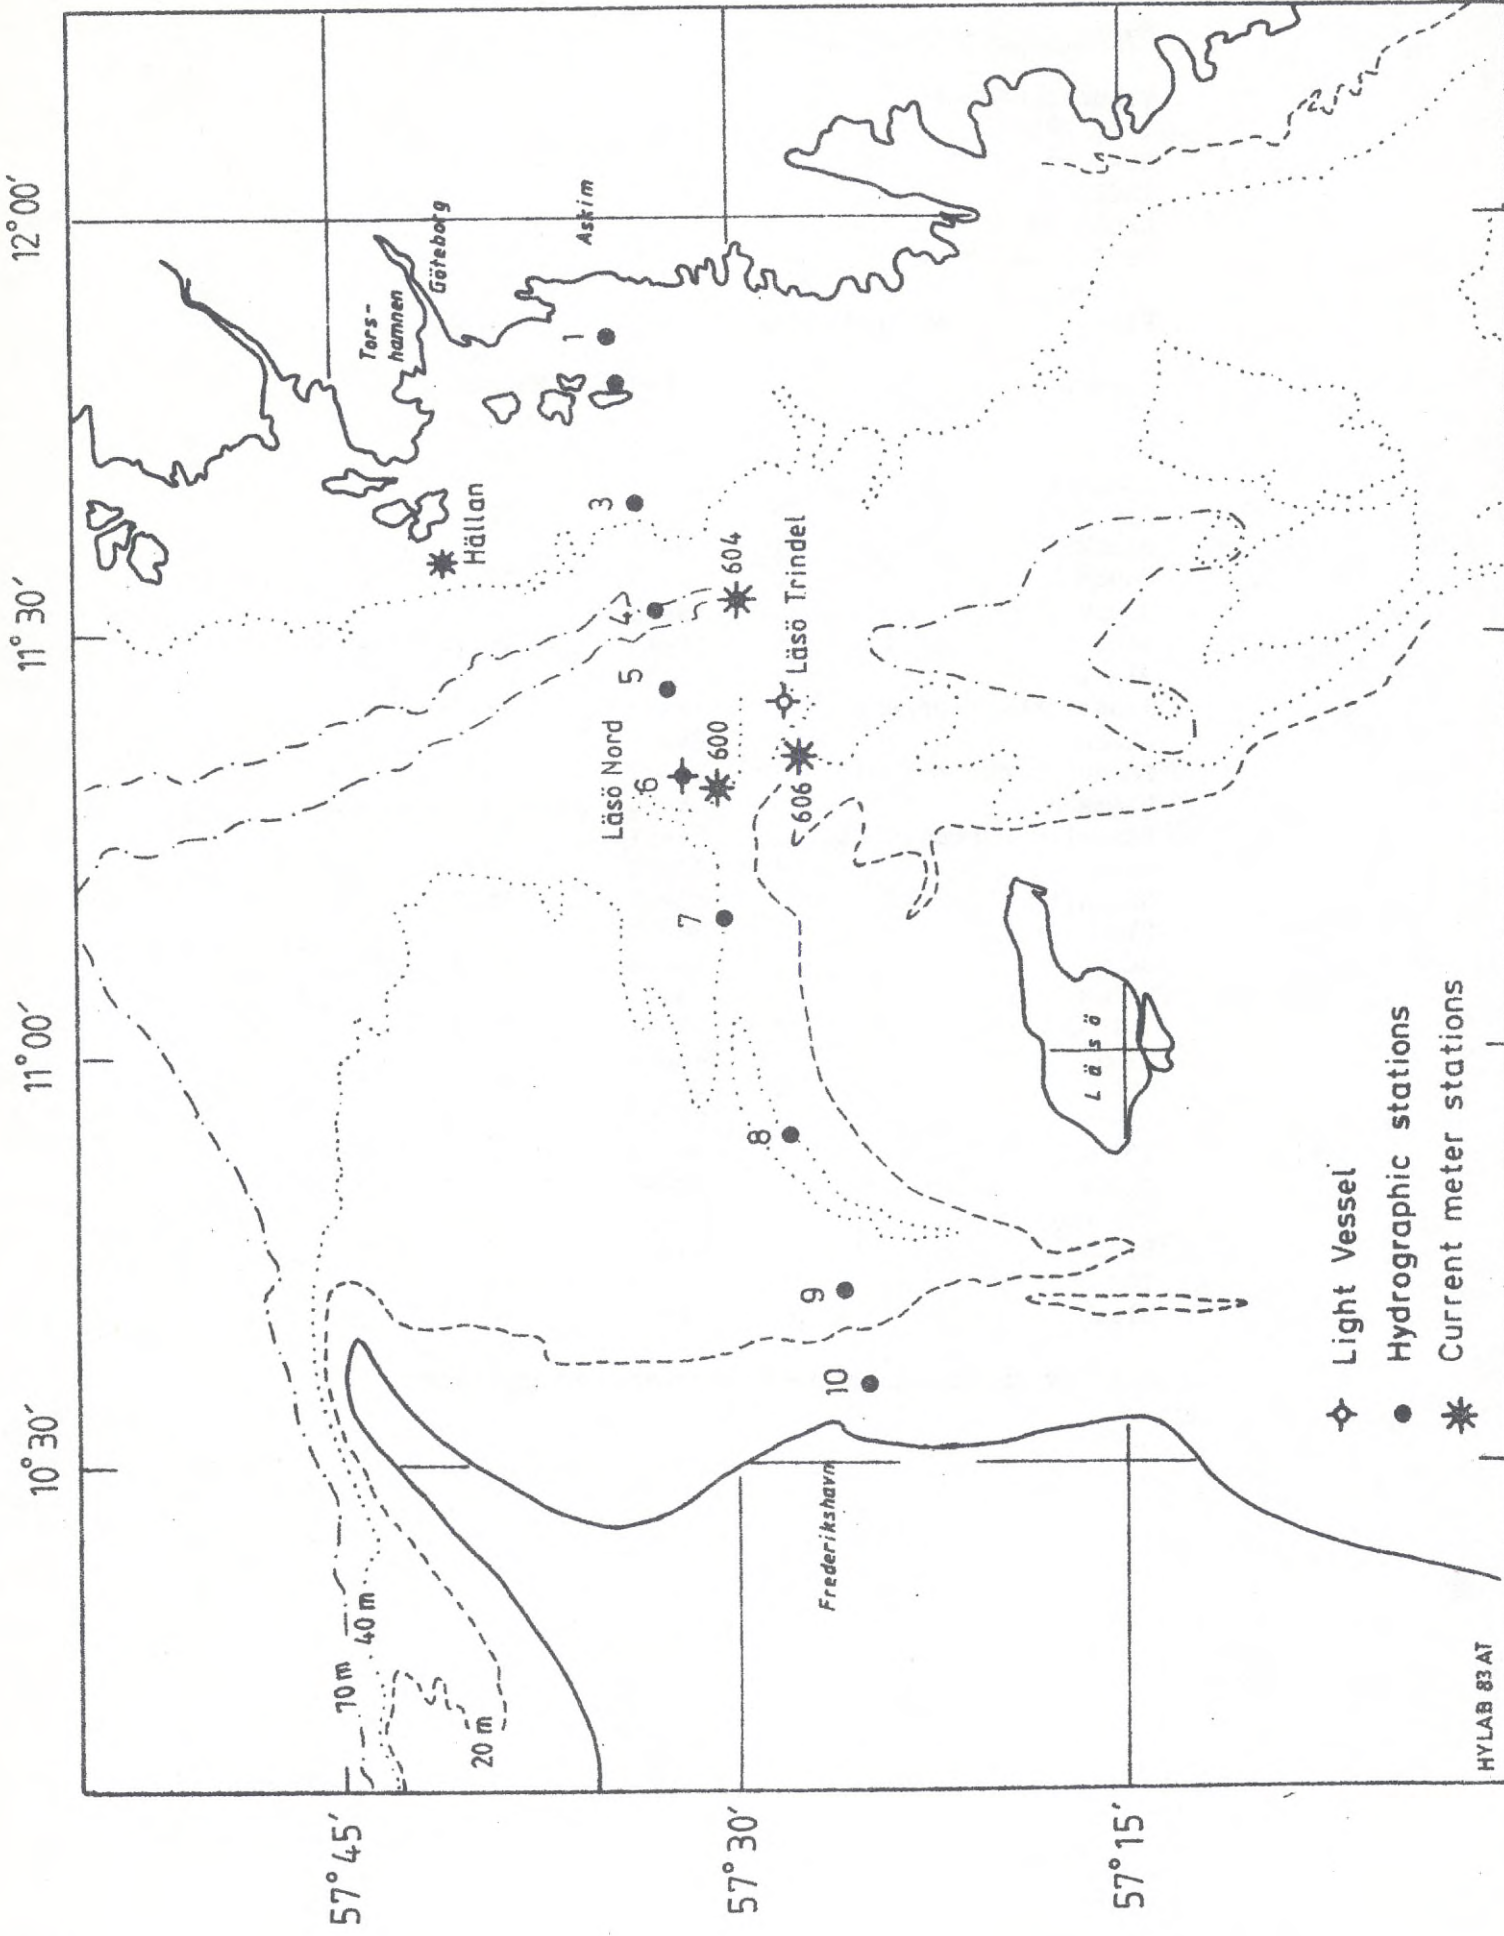 10°30′
11°00′
11°30′
12°00′
57°45′
57°30′
57°15′
70 m
40 m
20 m
Tors-
hamnen
Göteborg
Askim
Hällan
1
3
4
5
6
7
8
9
10
604
600
606
Läsö Nord
Läsö Trindel
Läsö
Frederikshavn
Light Vessel
Hydrographic stations
Current meter stations
HYLAB 83 AT